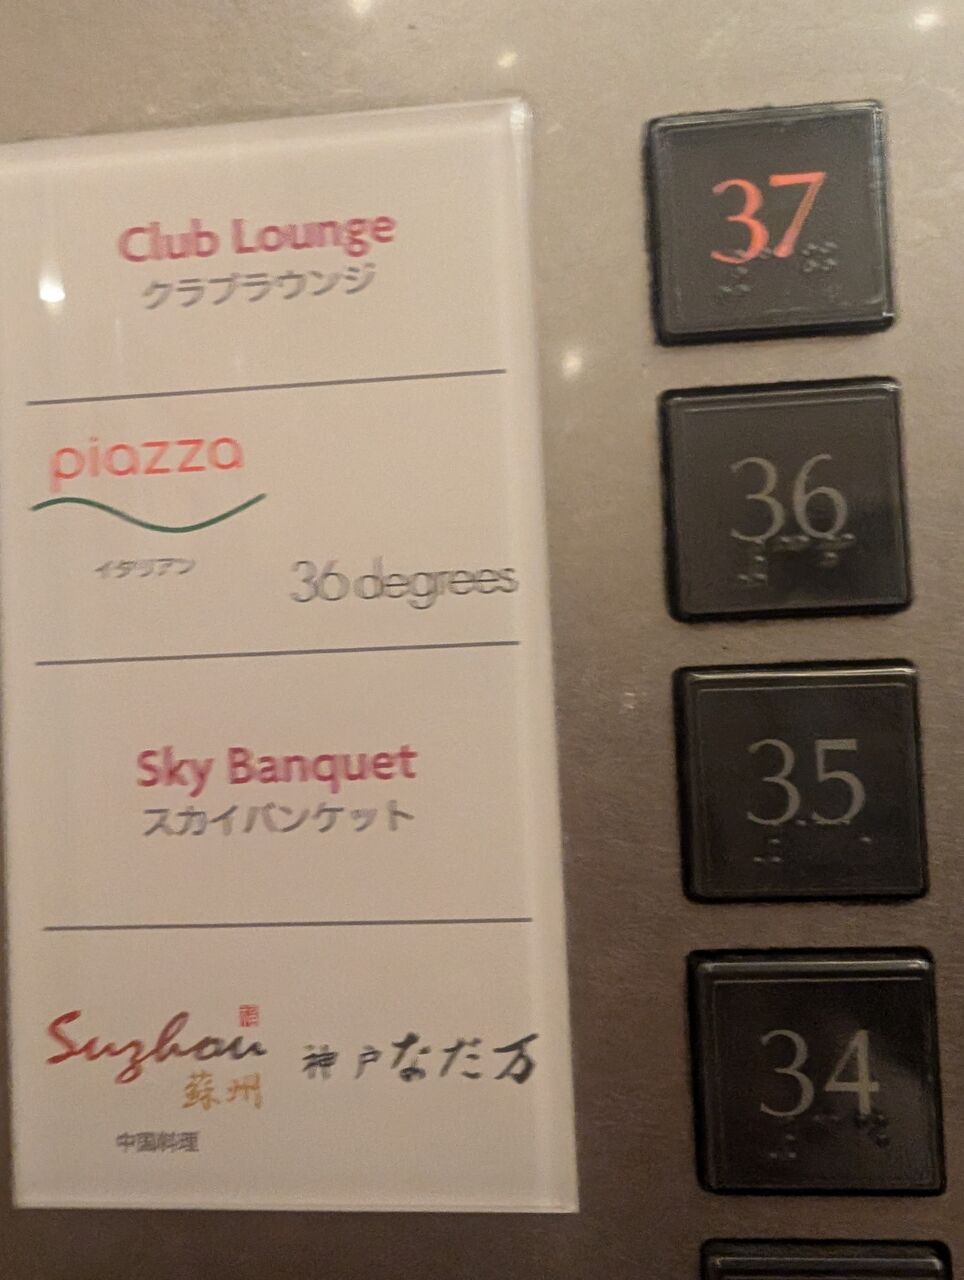 Club Lounge
クラブラウンジ
37
piazza
イタリアン
36 degrees
36
Sky Banquet
スカイバンケット
35
Suzhou
蘇州
中国料理
神戸なだ万
34